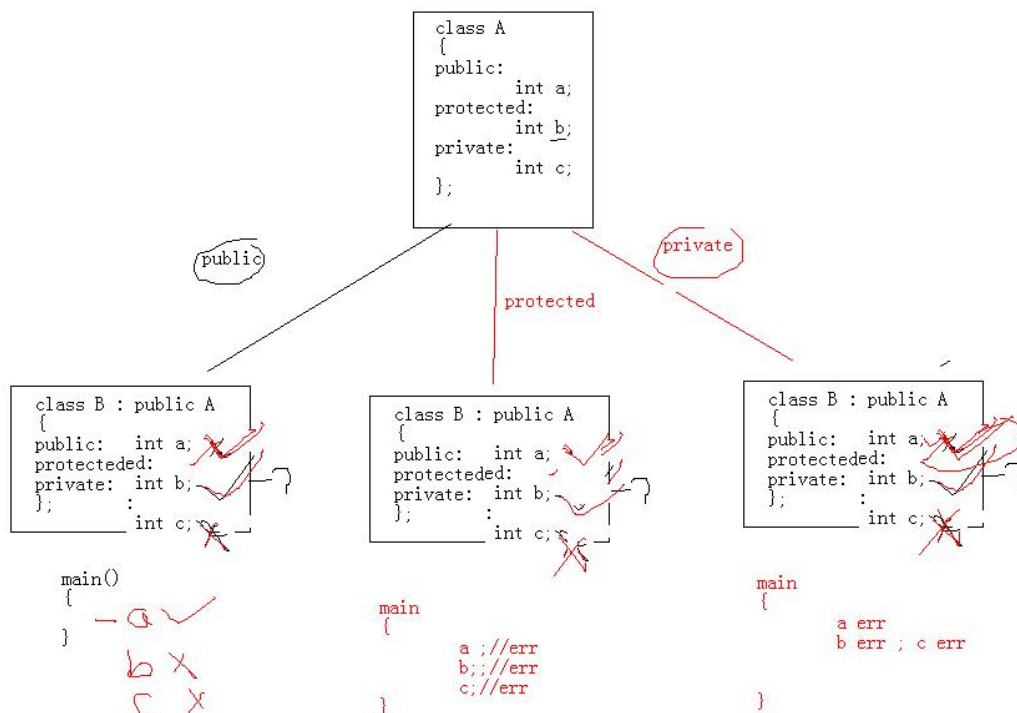 class A
{
public:
int a;
protected:
int b;
private:
int c;
};
public
protected
private
class B : public A
{
public: int a;
protecteded:
private: int b;
}; :
int c;
?
main()
{
a
}
b x
c x
class B : public A
{
public: int a;
protecteded:
private: int b;
}; :
int c;
?
main
{
a ;//err
b;;//err
c;//err
}
class B : public A
{
public: int a;
protecteded:
private: int b;
}; :
int c;
?
main
{
a err
b err ; c err
}